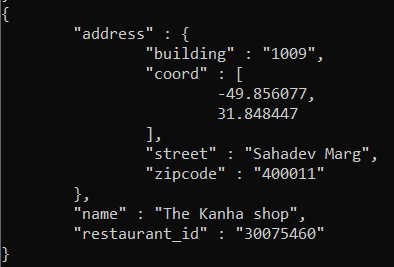 {
        "address" : {
                "building" : "1009",
                "coord" : [
                        -49.856077,
                        31.848447
                ],
                "street" : "Sahadev Marg",
                "zipcode" : "400011"
        },
        "name" : "The Kanha shop",
        "restaurant_id" : "30075460"
}